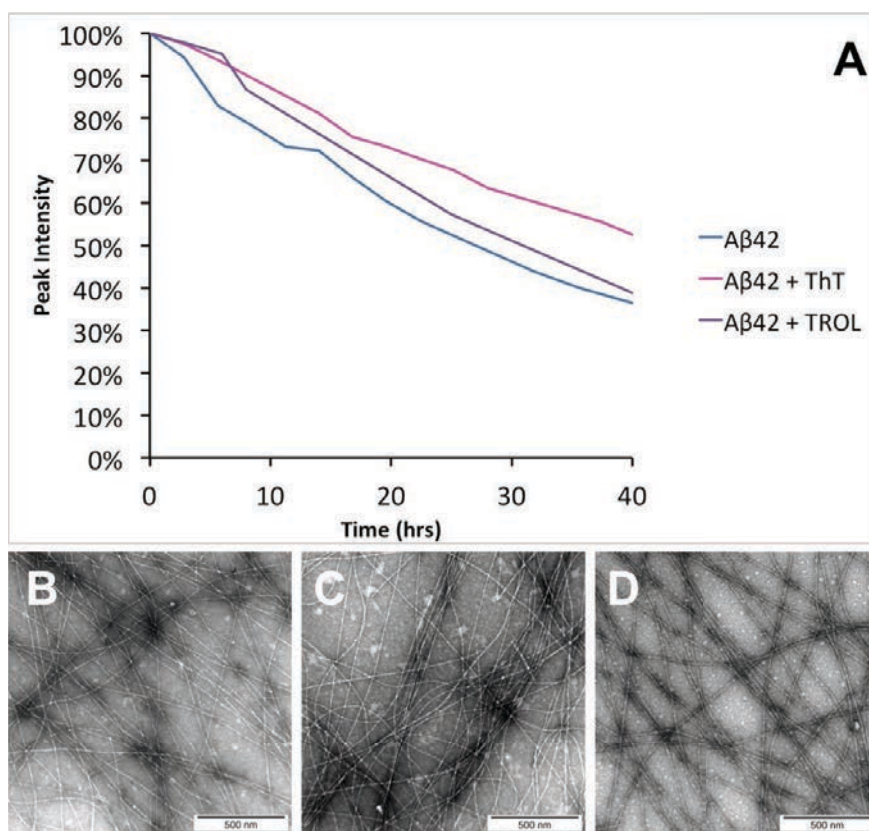 A
100%
90%
80%
70%
60%
50%
40%
30%
20%
10%
0%
Peak Intensity
0 10 20 30 40
Time (hrs)
Aβ42
Aβ42 + ThT
Aβ42 + TROL
B
500 nm
C
500 nm
D
500 nm